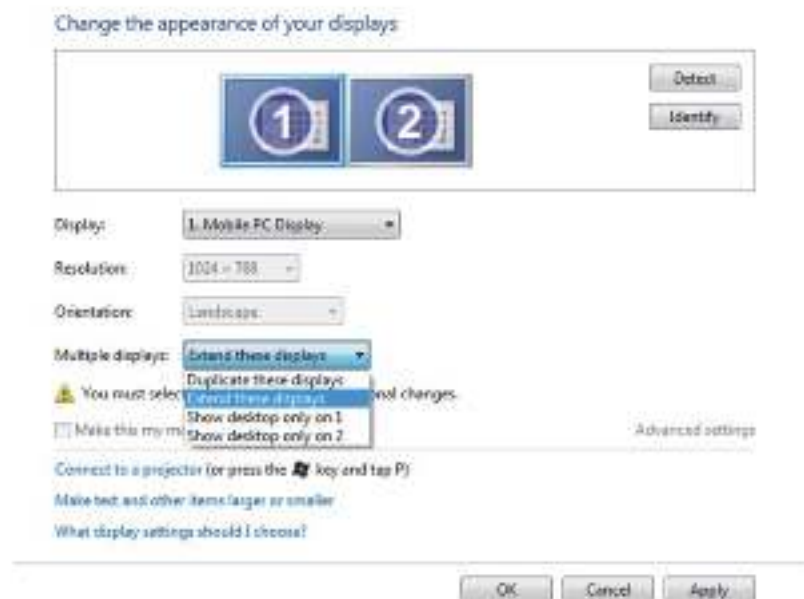 Change the appearance of your displays
1
2
Detect
Identify
Display: 1. Mobile PC Display
Resolution: 1024 × 768
Orientation: Landscape
Multiple displays: Extend these displays
Duplicate these displays
Extend these displays
Show desktop only on 1
Show desktop only on 2
You must selec onal changes.
Make this my m Advanced settings
Connect to a projector (or press the key and tap P)
Make text and other items larger or smaller
What display settings should I choose?
OK Cancel Apply